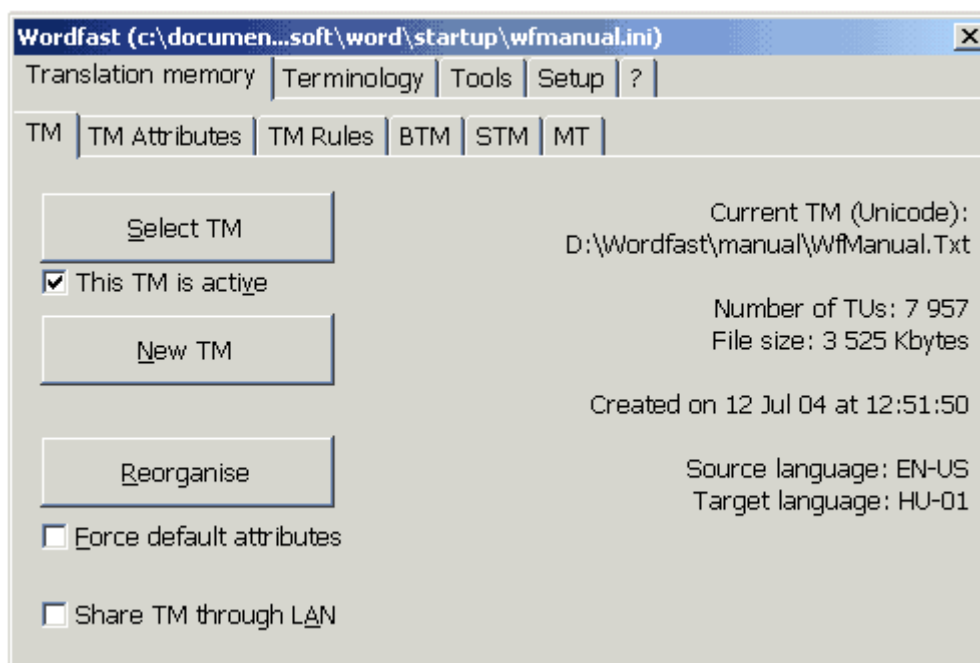 Wordfast (c:\documen...soft\word\startup\wfmanual.ini)
Translation memory Terminology Tools Setup ?
TM TM Attributes TM Rules BTM STM MT
Select TM
This TM is active
New TM
Reorganise
Force default attributes
Share TM through LAN
Current TM (Unicode):
D:\Wordfast\manual\WfManual.Txt
Number of TUs: 7 957
File size: 3 525 Kbytes
Created on 12 Jul 04 at 12:51:50
Source language: EN-US
Target language: HU-01